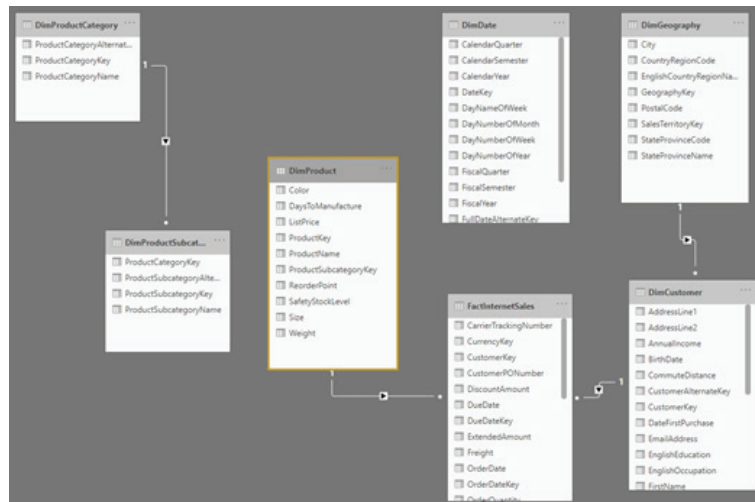 DimProductCategory
ProductCategoryAlternat...
ProductCategoryKey
ProductCategoryName
1
DimProductSubcat...
ProductCategoryKey
ProductSubcategoryAlte...
ProductSubcategoryKey
ProductSubcategoryName
DimProduct
Color
DaysToManufacture
ListPrice
ProductKey
ProductName
ProductSubcategoryKey
ReorderPoint
SafetyStockLevel
Size
Weight
1
DimDate
CalendarQuarter
CalendarSemester
CalendarYear
DateKey
DayNameOfWeek
DayNumberOfMonth
DayNumberOfWeek
DayNumberOfYear
FiscalQuarter
FiscalSemester
FiscalYear
FullDateAlternateKey
FactInternetSales
CarrierTrackingNumber
CurrencyKey
CustomerKey
CustomerPONumber
DiscountAmount
DueDate
DueDateKey
ExtendedAmount
Freight
OrderDate
OrderDateKey
OrderQuantity
DimGeography
City
CountryRegionCode
EnglishCountryRegionNa...
GeographyKey
PostalCode
SalesTerritoryKey
StateProvinceCode
StateProvinceName
1
DimCustomer
AddressLine1
AddressLine2
AnnualIncome
BirthDate
CommuteDistance
CustomerAlternateKey
CustomerKey
DateFirstPurchase
EmailAddress
EnglishEducation
EnglishOccupation
FirstName
1